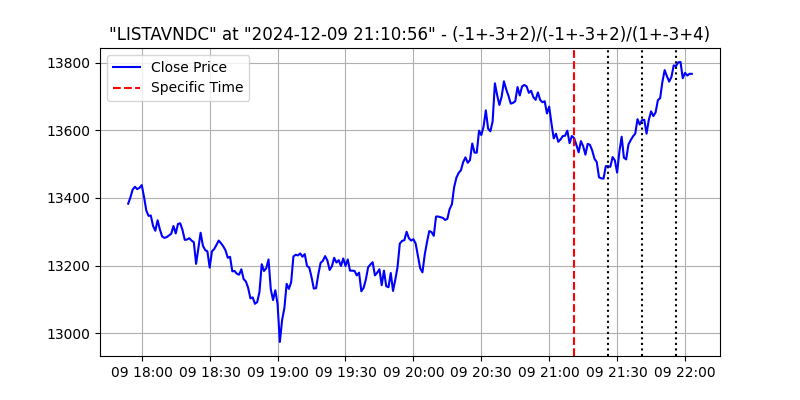 "LISTAVNDC" at "2024-12-09 21:10:56" - (-1+-3+2)/(-1+-3+2)/(1+-3+4)
Close Price
Specific Time
13800
13600
13400
13200
13000
09 18:00 09 18:30 09 19:00 09 19:30 09 20:00 09 20:30 09 21:00 09 21:30 09 22:00